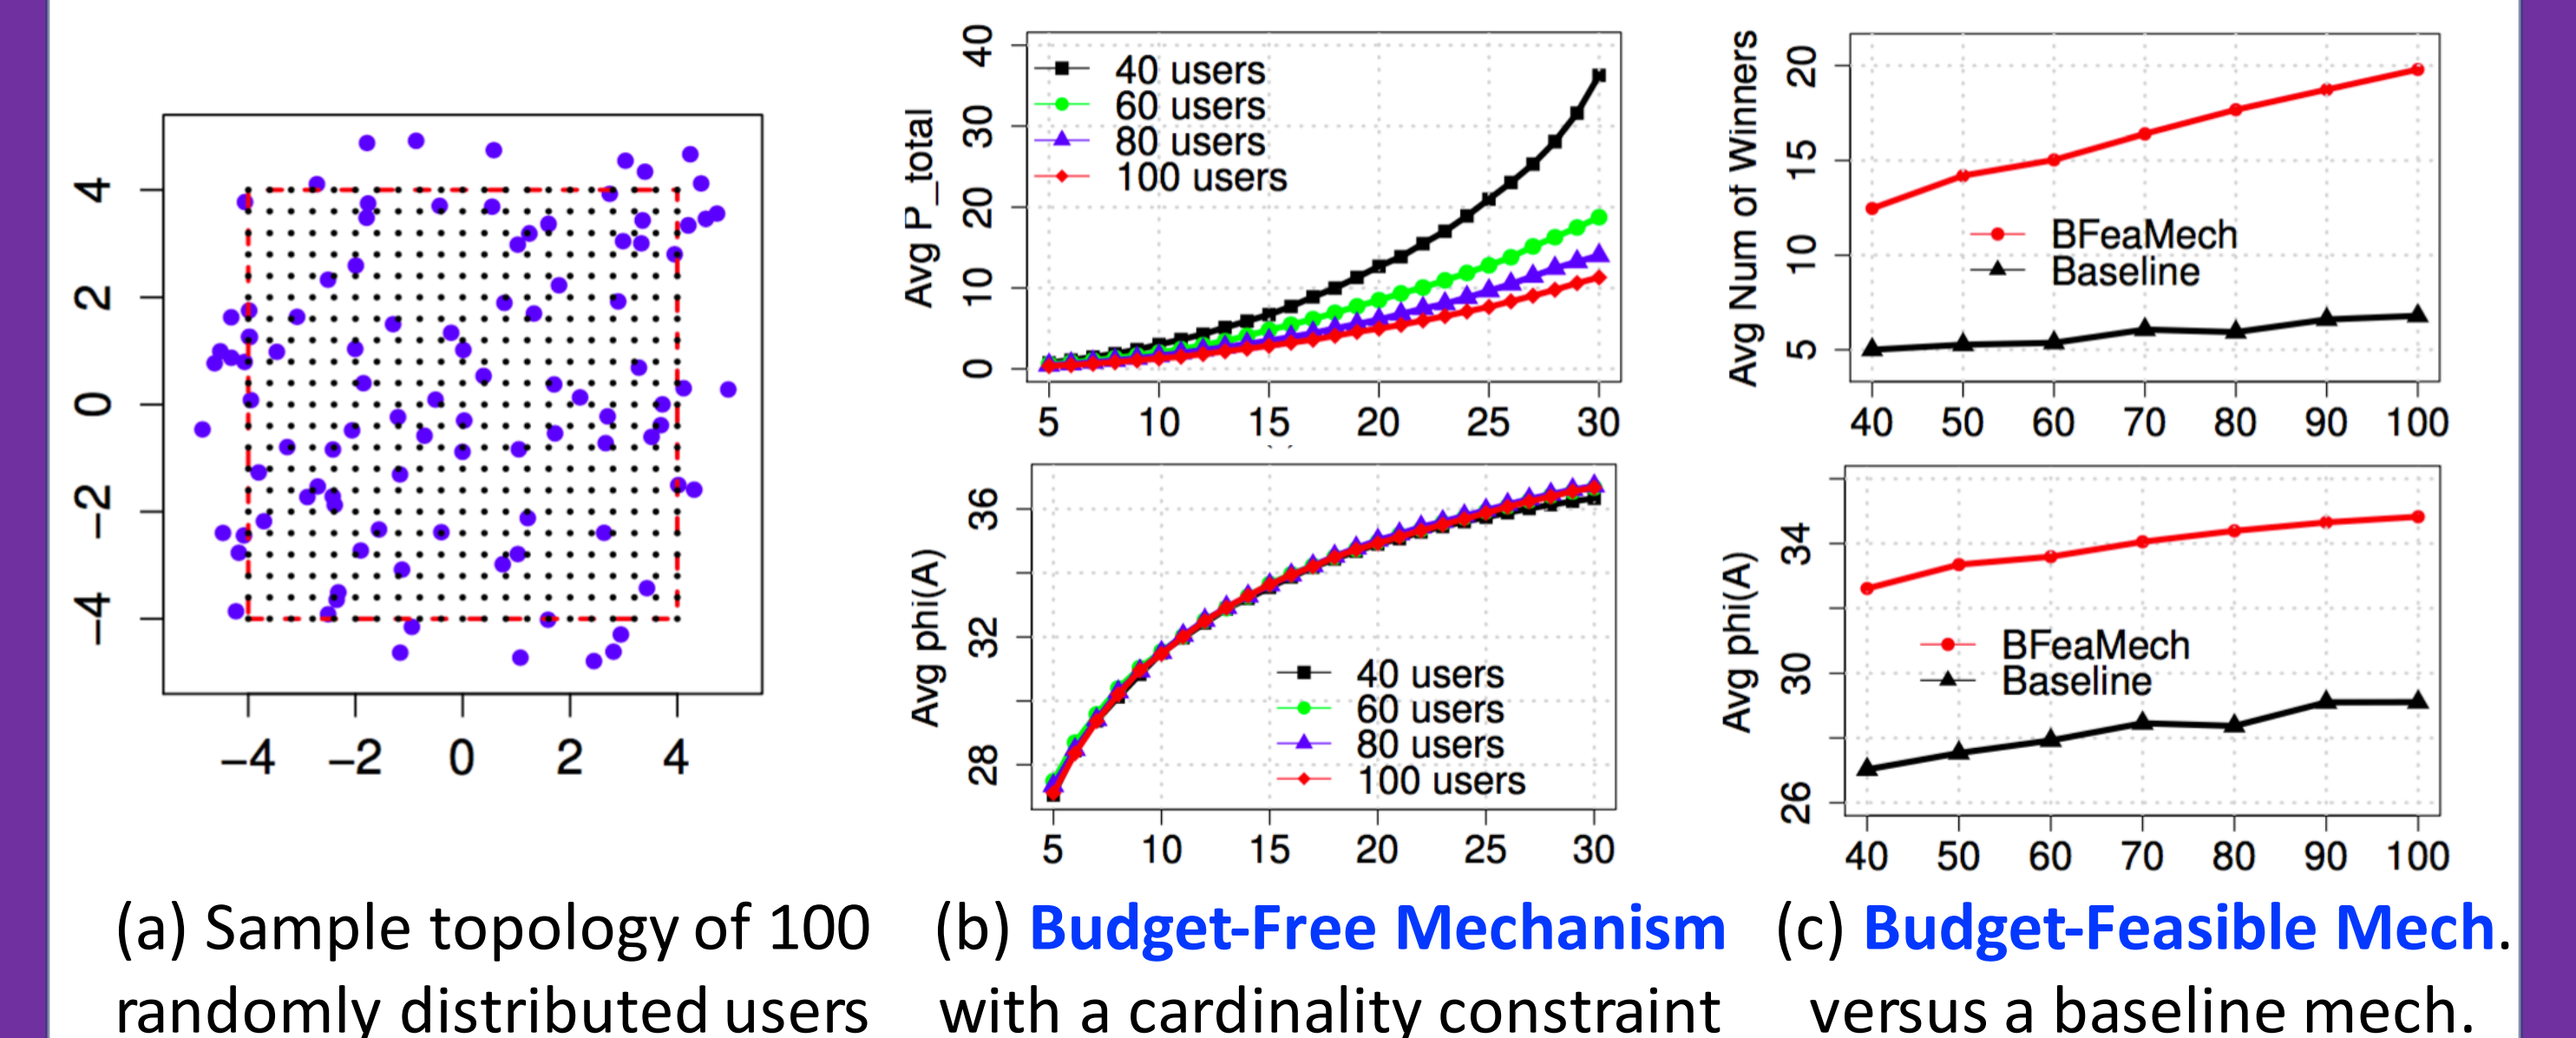 4
2
0
−2
−4
−4 −2 0 2 4
Avg P_total
40
30
20
10
0
40 users
60 users
80 users
100 users
5 10 15 20 25 30
Avg phi(A)
36
32
28
40 users
60 users
80 users
100 users
5 10 15 20 25 30
Avg Num of Winners
20
15
10
5
BFeaMech
Baseline
40 50 60 70 80 90 100
Avg phi(A)
34
30
26
BFeaMech
Baseline
40 50 60 70 80 90 100
(a) Sample topology of 100
randomly distributed users
(b) Budget-Free Mechanism
with a cardinality constraint
(c) Budget-Feasible Mech.
versus a baseline mech.